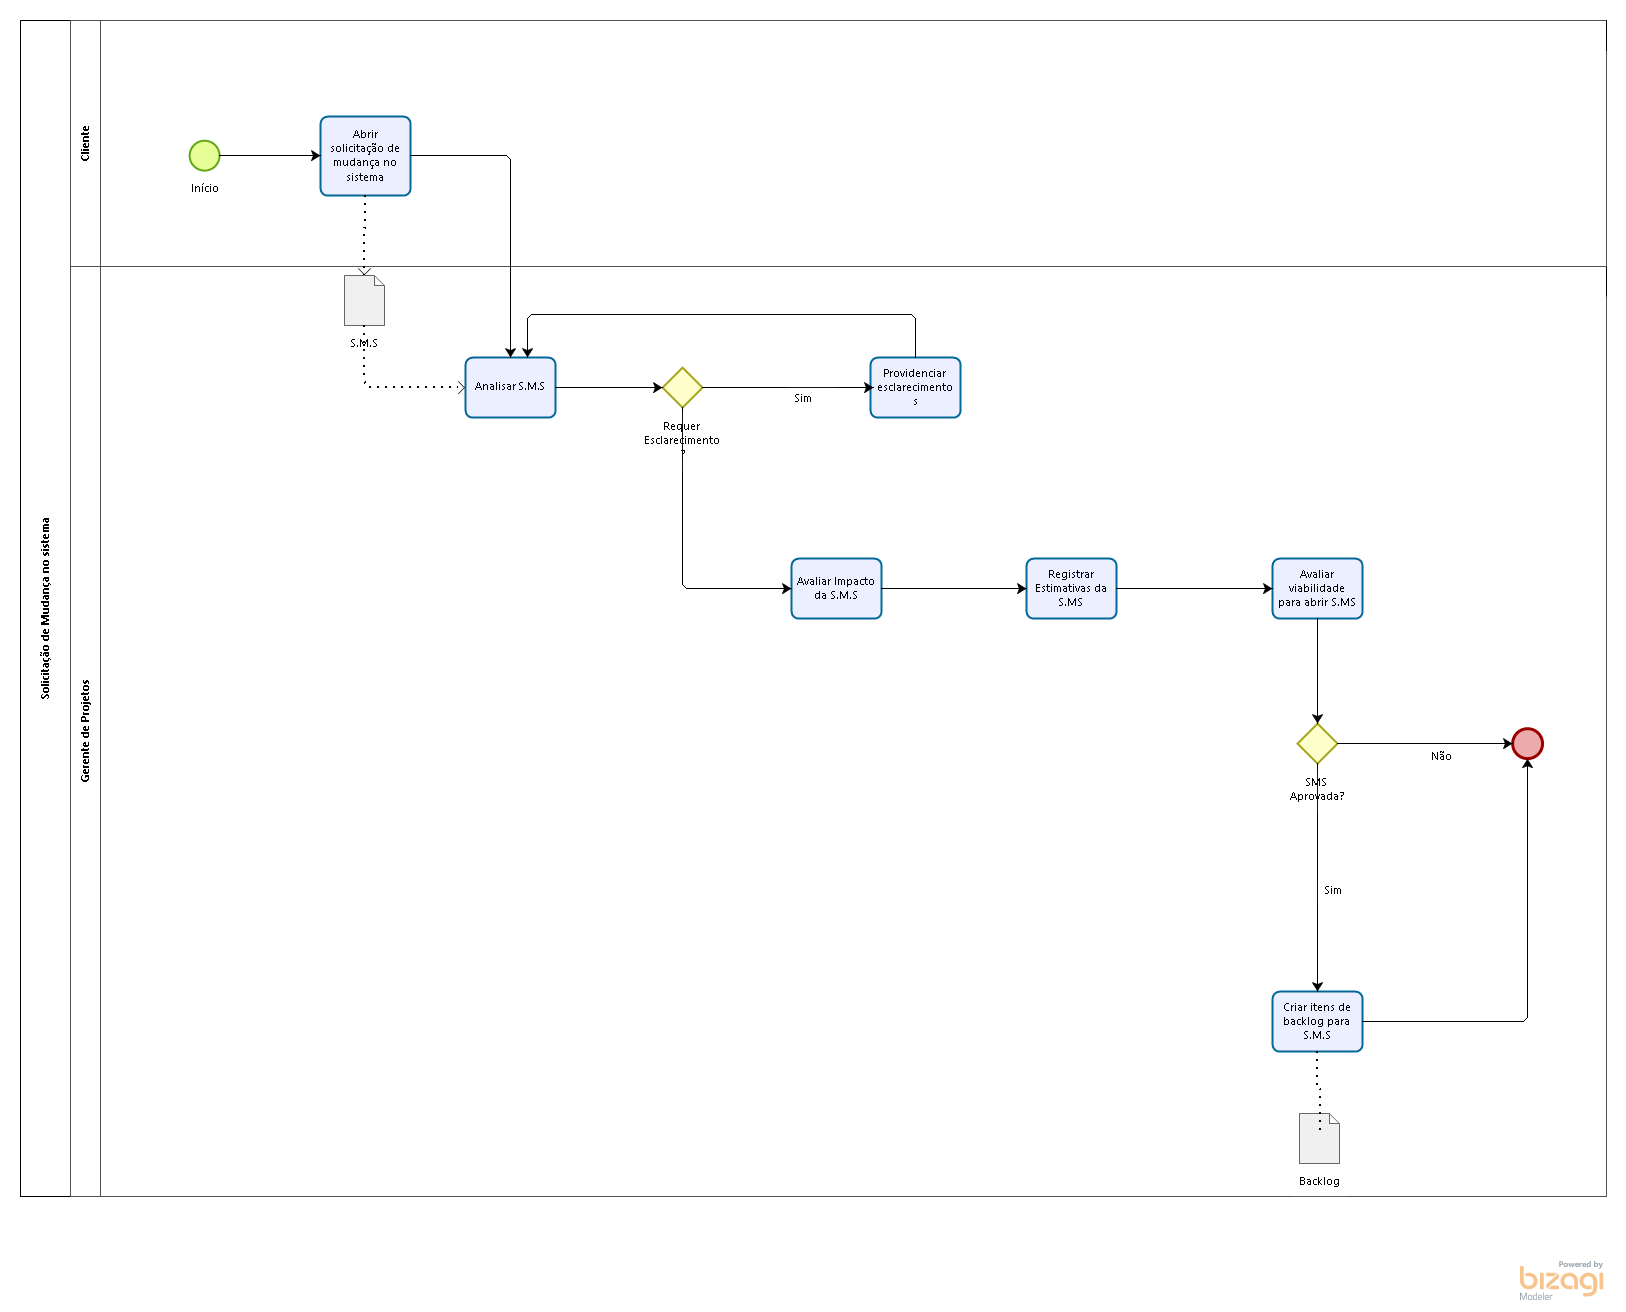 Solicitação de Mudança no sistema
Cliente
Início
Abrir
solicitação de
mudança no
sistema
Gerente de Projetos
S.M.S
Analisar S.M.S
Requer
Esclarecimento
?
Sim
Providenciar
esclarecimento
s
Avaliar Impacto
da S.M.S
Registrar
Estimativas da
S.MS
Avaliar
viabilidade
para abrir S.MS
SMS
Aprovada?
Não
Sim
Criar itens de
backlog para
S.M.S
Backlog
Powered by
bizagi
Modeler